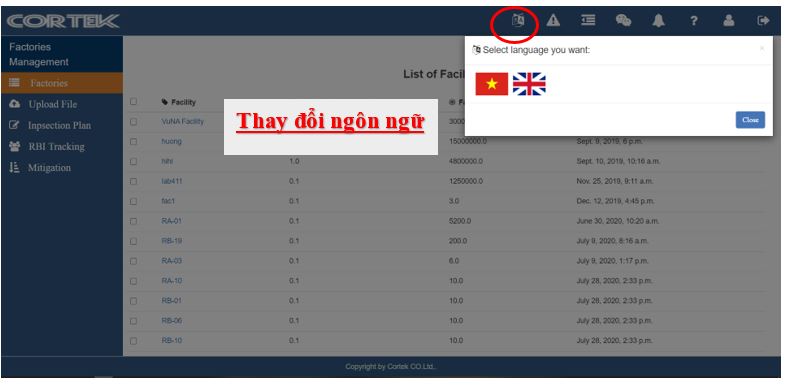 CORTEK
?
Factories
Management
Factories
Upload File
Inpsection Plan
RBI Tracking
Mitigation
Select language you want:
×
Close
List of Facil
Facility
VuNA Facility
huong 15000000.0 Sept. 9, 2019, 6 p.m.
hihi 1.0 4800000.0 Sept. 10, 2019, 10:16 a.m.
lab411 0.1 1250000.0 Nov. 25, 2019, 9:11 a.m.
fac1 0.1 3.0 Dec. 12, 2019, 4:45 p.m.
RA-01 0.1 5200.0 June 30, 2020, 10:20 a.m.
RB-19 0.1 200.0 July 9, 2020, 8:16 a.m.
RA-03 0.1 6.0 July 9, 2020, 1:17 p.m.
RA-10 0.1 10.0 July 28, 2020, 2:33 p.m.
RB-01 0.1 10.0 July 28, 2020, 2:33 p.m.
RB-06 0.1 10.0 July 28, 2020, 2:33 p.m.
RB-10 0.1 10.0 July 28, 2020, 2:33 p.m.
Thay đổi ngôn ngữ
Copyright by Cortek CO.Ltd,.